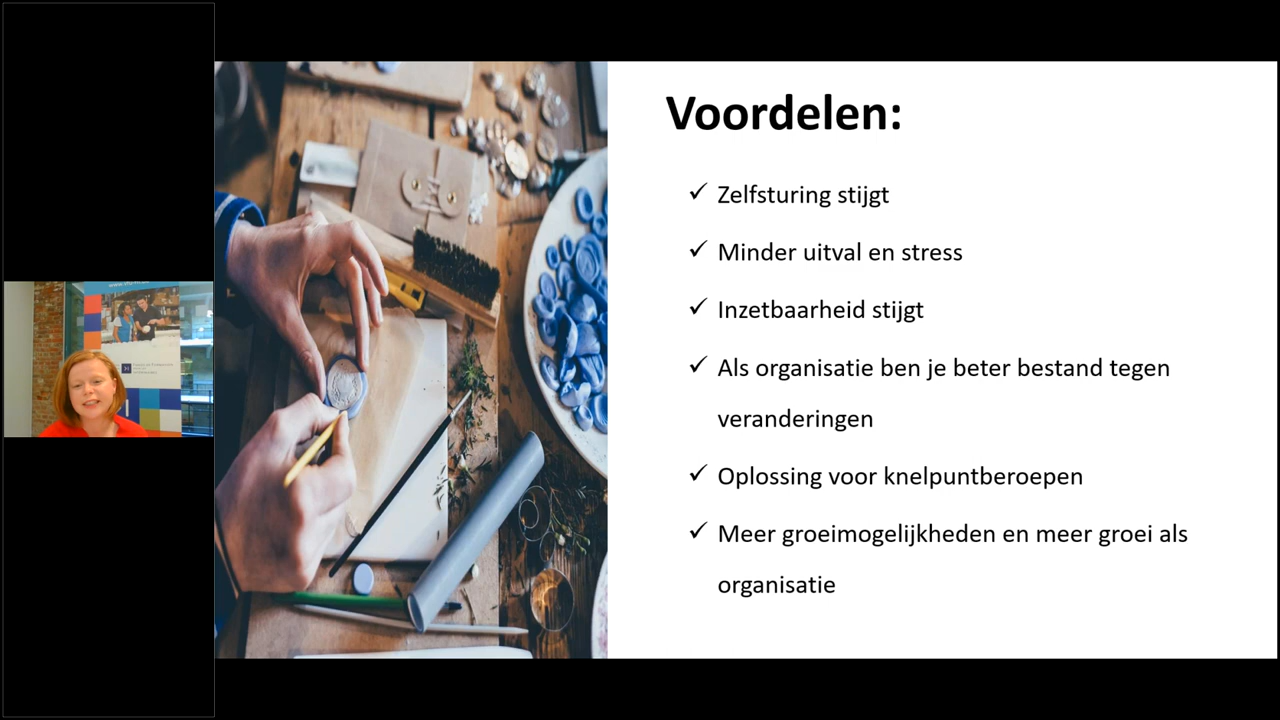 Voordelen:
✓ Zelfsturing stijgt
✓ Minder uitval en stress
✓ Inzetbaarheid stijgt
✓ Als organisatie ben je beter bestand tegen
veranderingen
✓ Oplossing voor knelpuntberoepen
✓ Meer groeimogelijkheden en meer groei als
organisatie